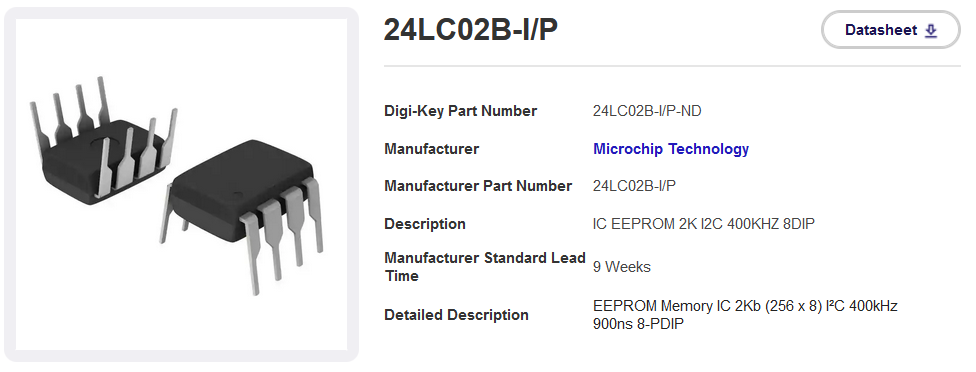 24LC02B-I/P
Datasheet
Digi-Key Part Number 24LC02B-I/P-ND
Manufacturer Microchip Technology
Manufacturer Part Number 24LC02B-I/P
Description IC EEPROM 2K I2C 400KHZ 8DIP
Manufacturer Standard Lead
Time
9 Weeks
Detailed Description
EEPROM Memory IC 2Kb (256 x 8) I²C 400kHz
900ns 8-PDIP